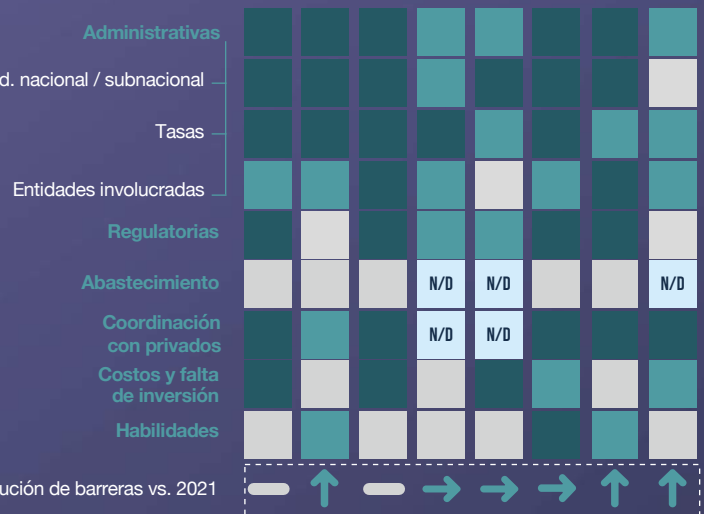 Administrativas
d. nacional / subnacional
Tasas
Entidades involucradas
Regulatorias
Abastecimiento
N/D N/D N/D
Coordinación
con privados
N/D N/D
Costos y falta
de inversión
Habilidades
ución de barreras vs. 2021